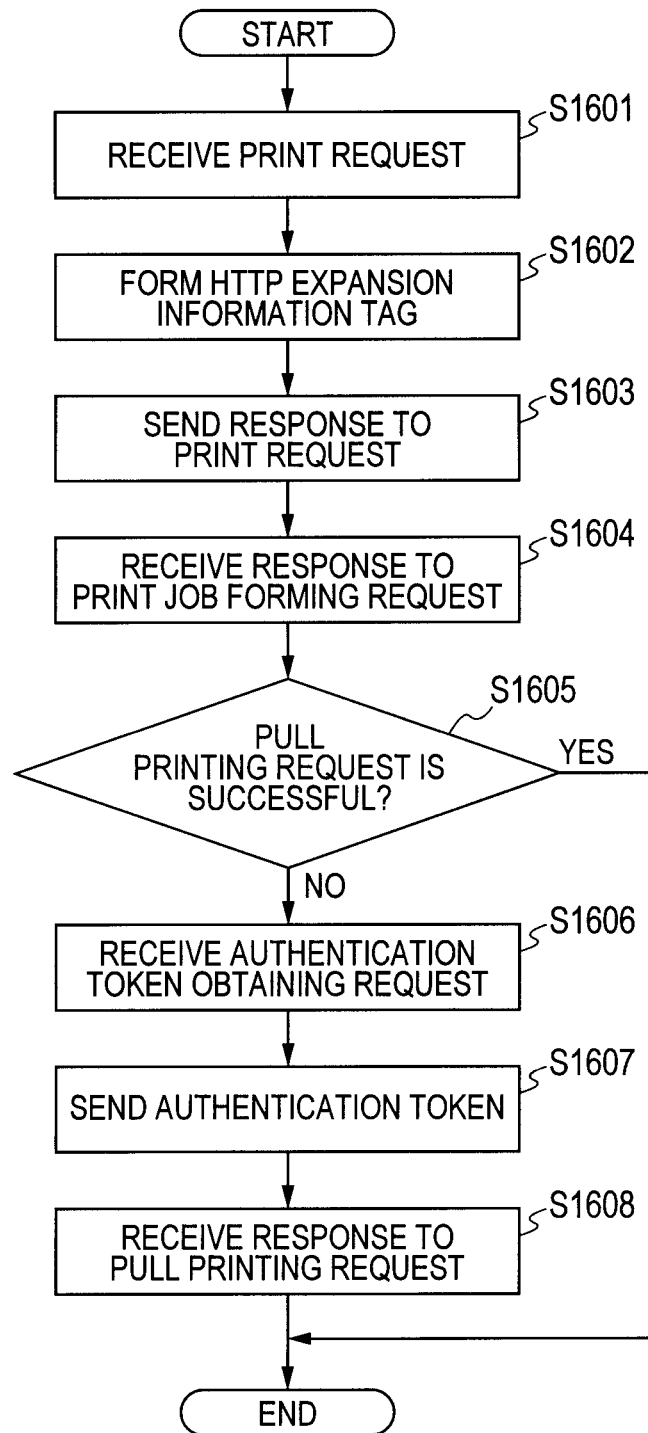 START
S1601
RECEIVE PRINT REQUEST
S1602
FORM HTTP EXPANSION
INFORMATION TAG
S1603
SEND RESPONSE TO
PRINT REQUEST
S1604
RECEIVE RESPONSE TO
PRINT JOB FORMING REQUEST
S1605
PULL
PRINTING REQUEST IS
SUCCESSFUL?
YES
NO
S1606
RECEIVE AUTHENTICATION
TOKEN OBTAINING REQUEST
S1607
SEND AUTHENTICATION TOKEN
S1608
RECEIVE RESPONSE TO
PULL PRINTING REQUEST
END